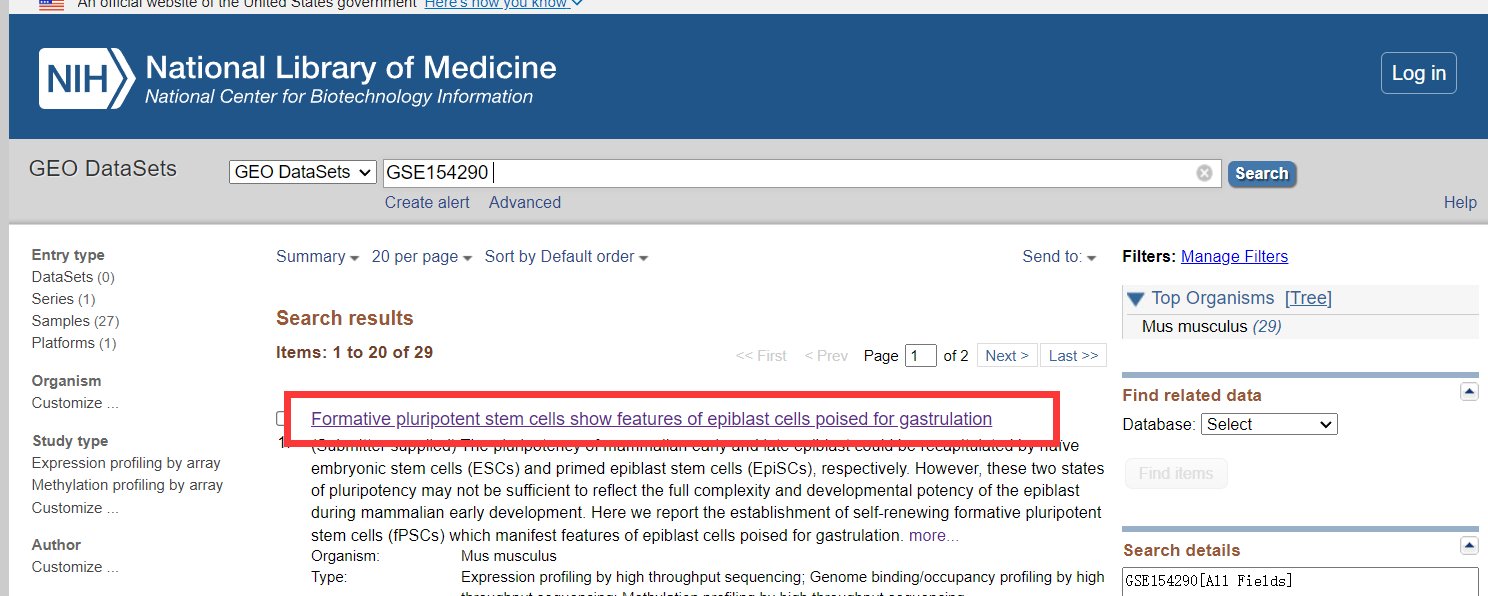 An official website of the United States government Here's how you know
NIH National Library of Medicine
National Center for Biotechnology Information
Log in
GEO DataSets GEO DataSets GSE154290 Search
Create alert Advanced
Help
Entry type
DataSets (0)
Series (1)
Samples (27)
Platforms (1)
Organism
Customize ...
Study type
Expression profiling by array
Methylation profiling by array
Customize ...
Author
Customize ...
Summary 20 per page Sort by Default order Send to:
Search results
Items: 1 to 20 of 29
<< First < Prev Page 1 of 2 Next > Last >>
Formative pluripotent stem cells show features of epiblast cells poised for gastrulation
(Submitter supplied) The pluripotency of mammalian early and late epiblast could be recapitulated by naïve
embryonic stem cells (ESCs) and primed epiblast stem cells (EpiSCs), respectively. However, these two states
of pluripotency may not be sufficient to reflect the full complexity and developmental potency of the epiblast
during mammalian early development. Here we report the establishment of self-renewing formative pluripotent
stem cells (fPSCs) which manifest features of epiblast cells poised for gastrulation. more...
Organism: Mus musculus
Type: Expression profiling by high throughput sequencing; Genome binding/occupancy profiling by high
throughput sequencing; Methylation profiling by high throughput sequencing
Filters: Manage Filters
Top Organisms [Tree]
Mus musculus (29)
Find related data
Database: Select
Find items
Search details
GSE154290[All Fields]